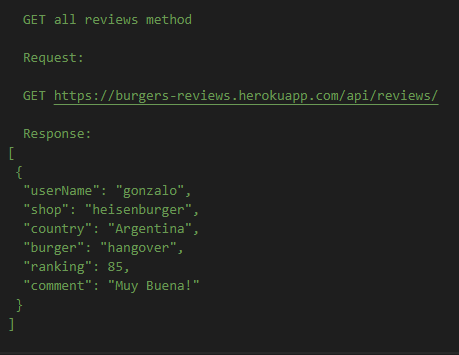 GET all reviews method
Request:
GET https://burgers-reviews.herokuapp.com/api/reviews/
Response:
[
{
"userName": "gonzalo",
"shop": "heisenburger",
"country": "Argentina",
"burger": "hangover",
"ranking": 85,
"comment": "Muy Buena!"
}
]